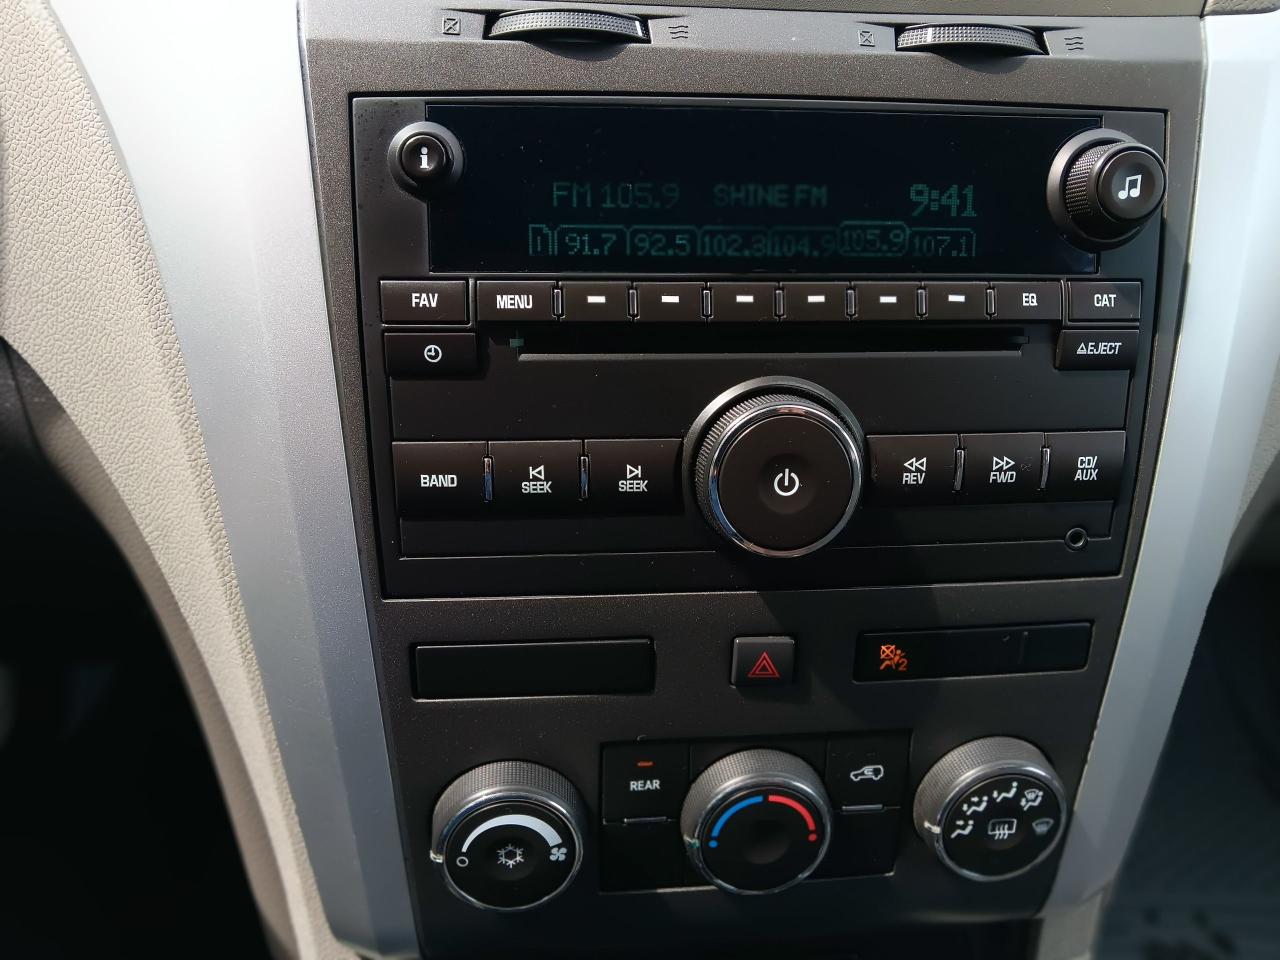 i
FM 105.9 SHINE FM 9:41
91.7 92.5 102.3 104.9 105.9 107.1
FAV MENU EQ CAT
EJECT
BAND SEEK SEEK REV FWD CD/
AUX
2
REAR